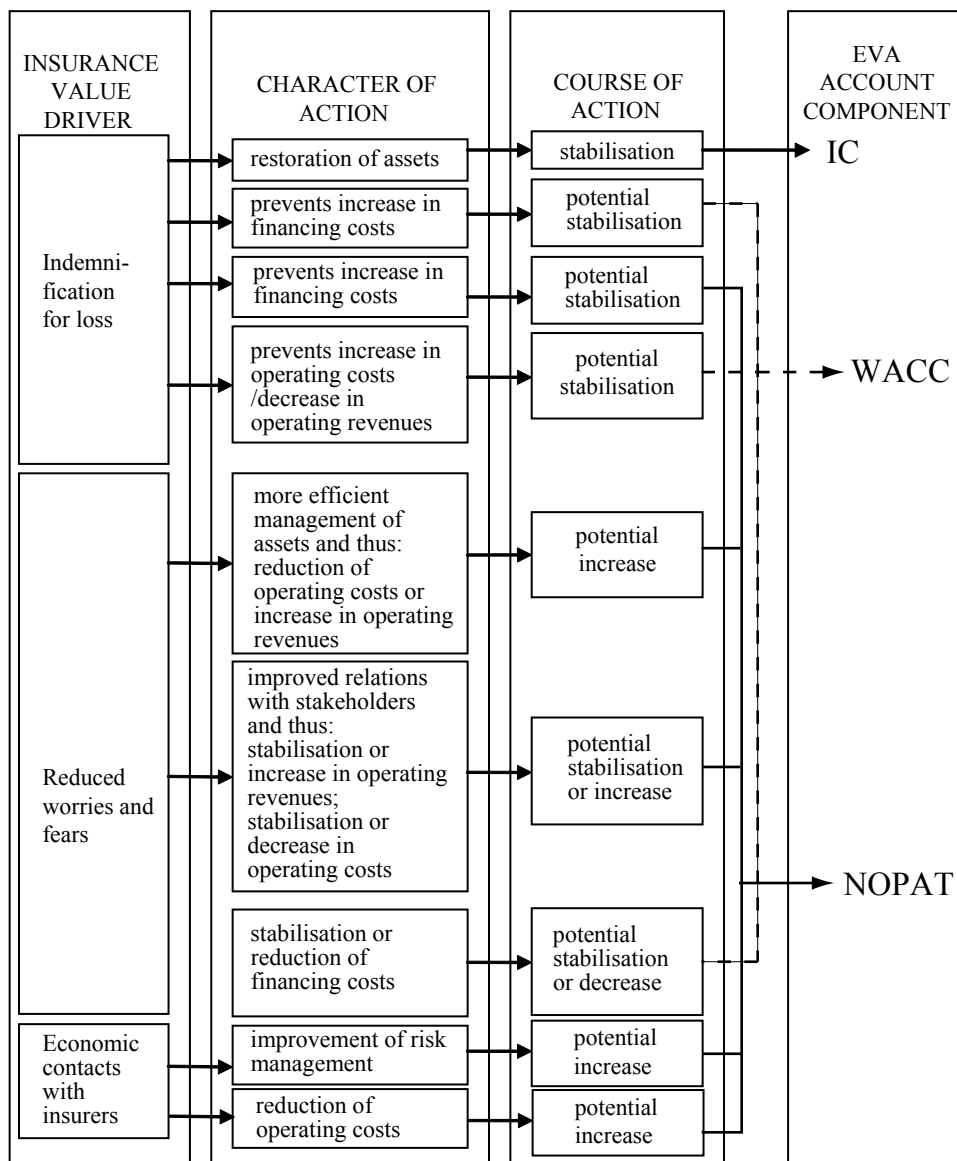 INSURANCE
VALUE
DRIVER
Indemni-
fication
for loss
Reduced
worries and
fears
Economic
contacts
with
insurers
CHARACTER OF
ACTION
restoration of assets
prevents increase in
financing costs
prevents increase in
financing costs
prevents increase in
operating costs
/decrease in
operating revenues
more efficient
management of
assets and thus:
reduction of
operating costs or
increase in operating
revenues
improved relations
with stakeholders
and thus:
stabilisation or
increase in operating
revenues;
stabilisation or
decrease in
operating costs
stabilisation or
reduction of
financing costs
improvement of risk
management
reduction of
operating costs
COURSE OF
ACTION
stabilisation
potential
stabilisation
potential
stabilisation
potential
stabilisation
potential
increase
potential
stabilisation
or increase
potential
stabilisation
or decrease
potential
increase
potential
increase
EVA
ACCOUNT
COMPONENT
IC
WACC
NOPAT